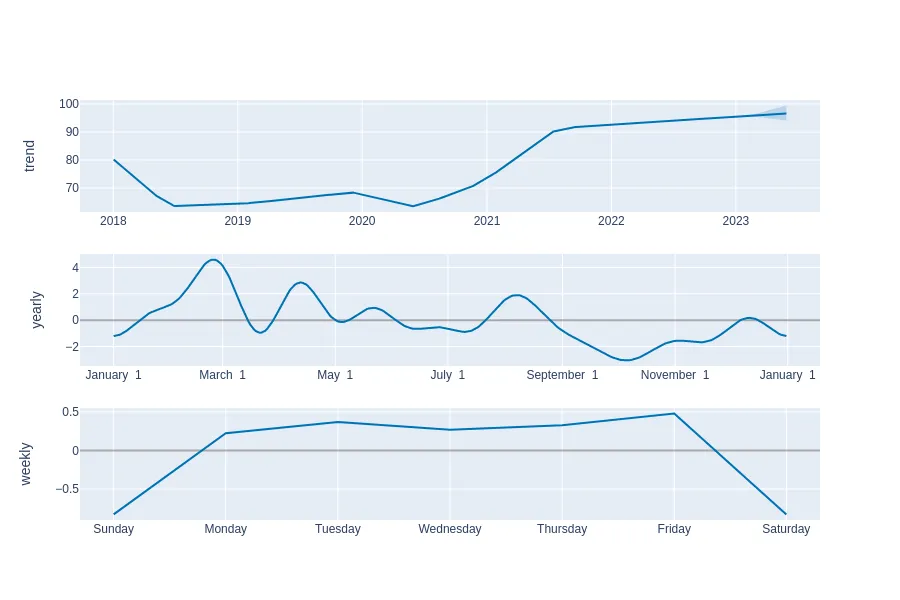 trend
100
90
80
70
2018 2019 2020 2021 2022 2023
yearly
4
2
0
−2
January 1 March 1 May 1 July 1 September 1 November 1 January 1
weekly
0.5
0
−0.5
Sunday Monday Tuesday Wednesday Thursday Friday Saturday